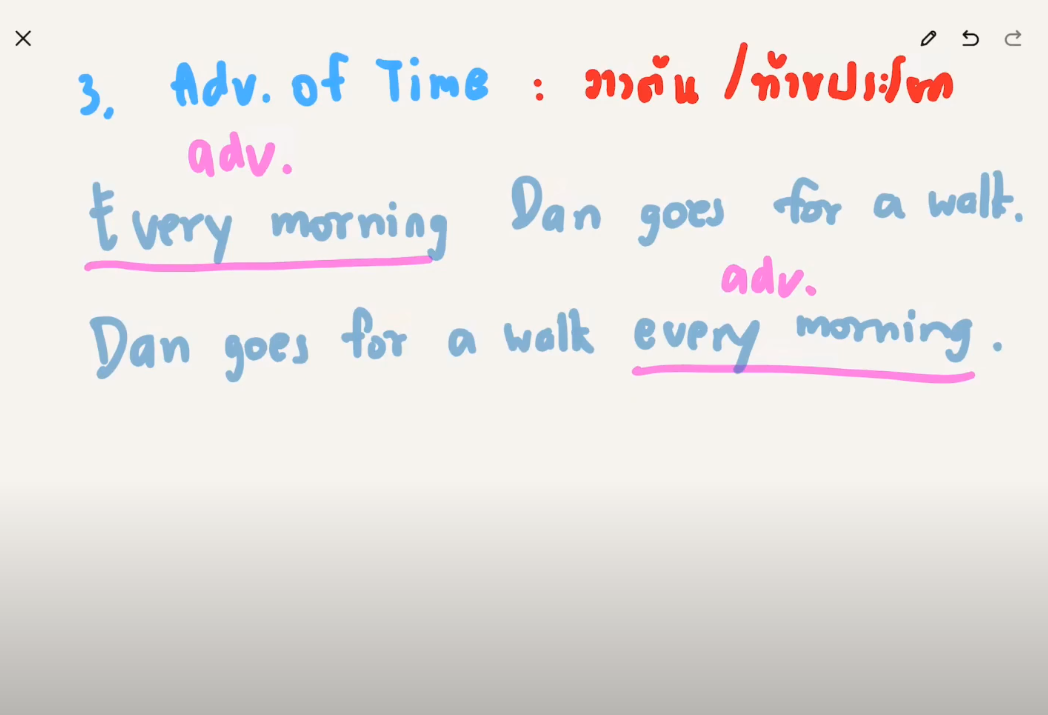 3. Adv. of Time : วางต้น / ท้ายประโยค
adv.
Every morning Dan goes for a walk.
adv.
Dan goes for a walk every morning.